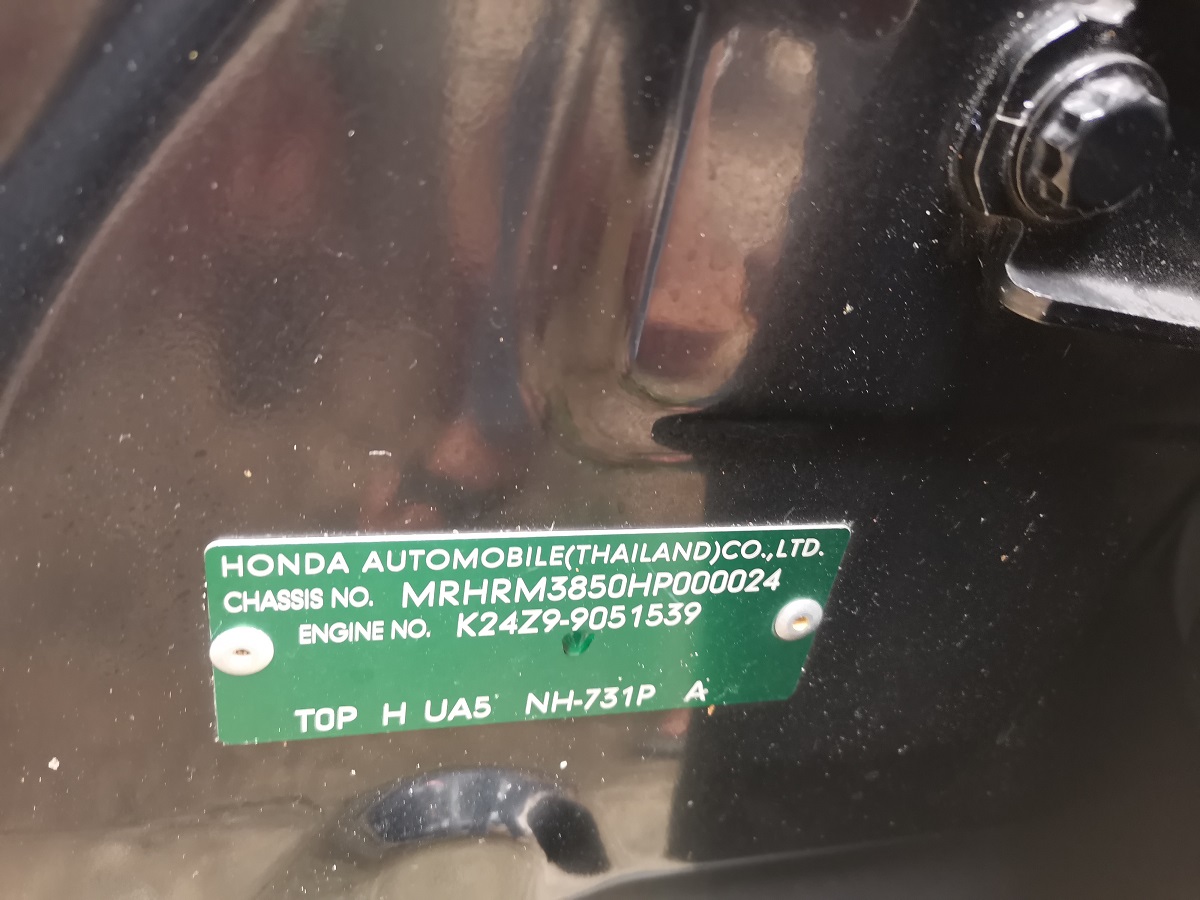 HONDA AUTOMOBILE(THAILAND)CO.,LTD.
CHASSIS NO. MRHRM3850HP000024
ENGINE NO. K24Z9-9051539
TOP H UA5 NH-731P A